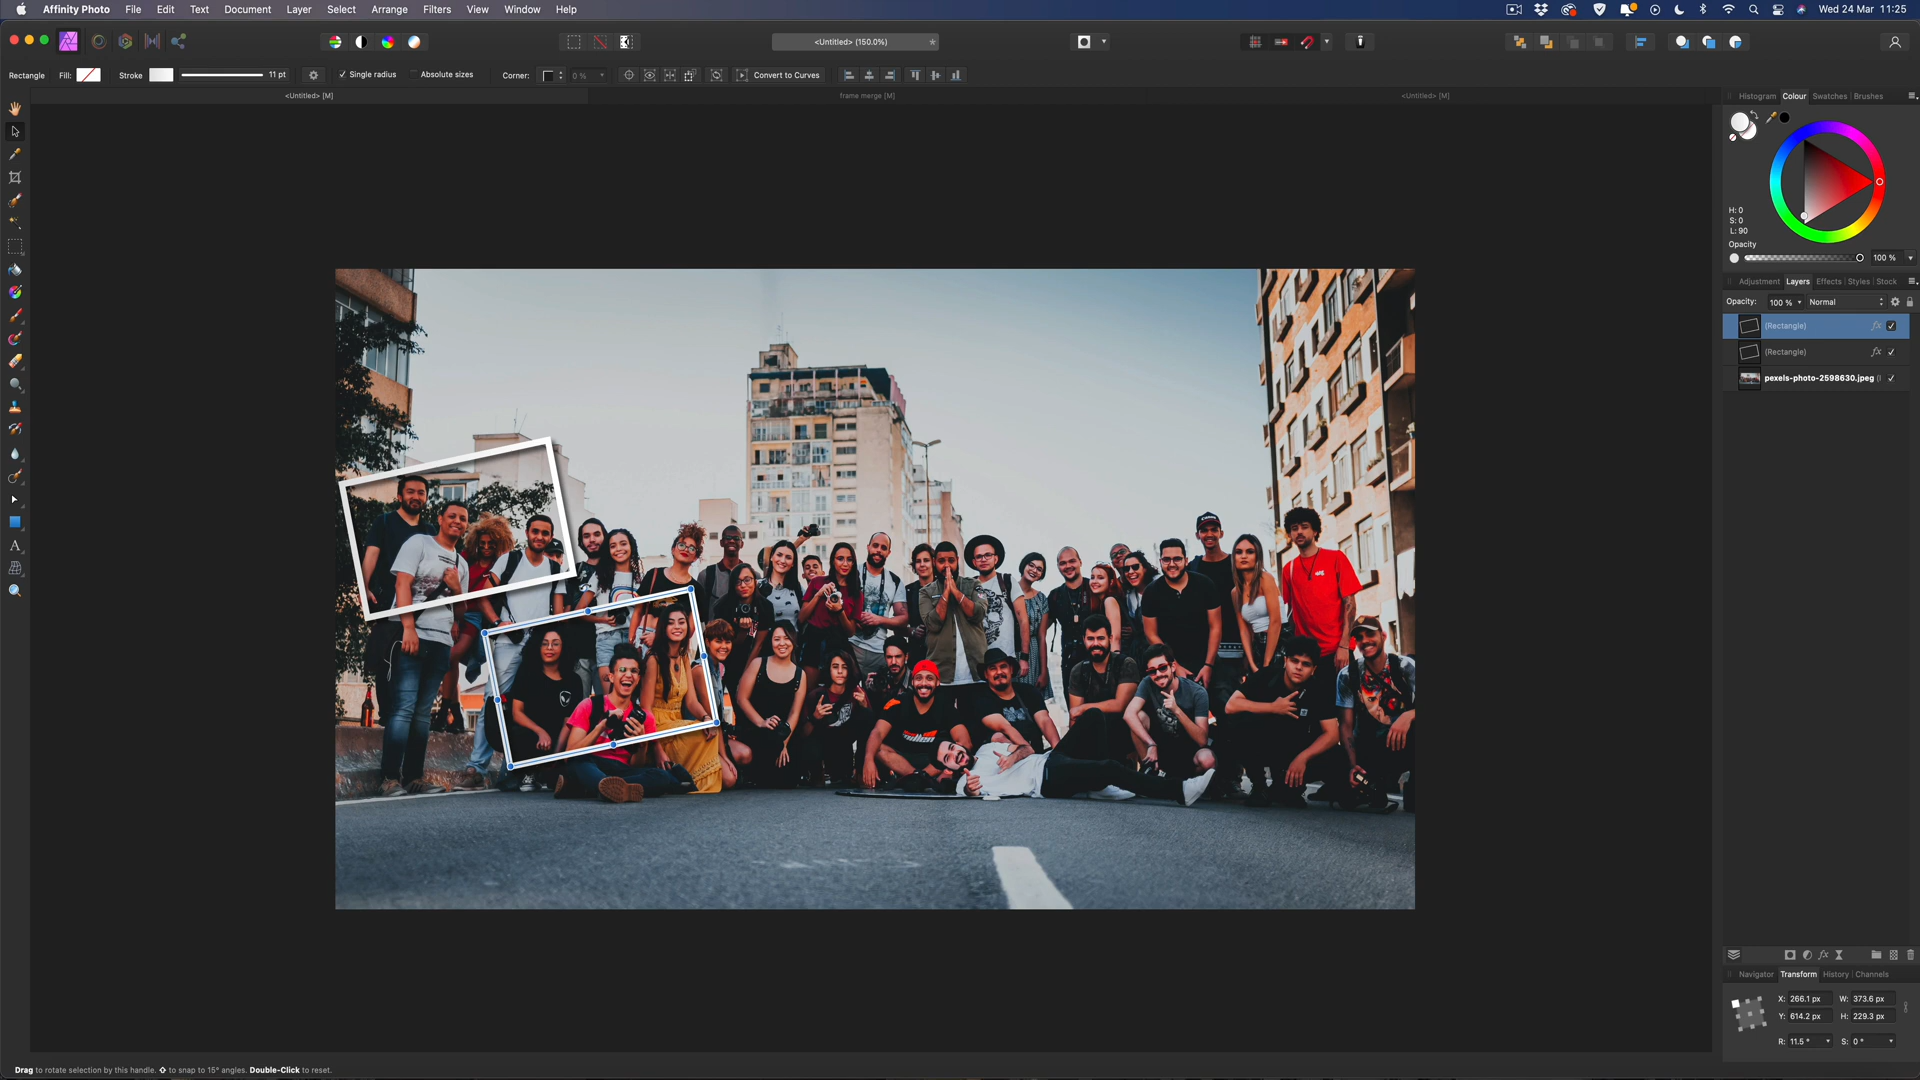 Affinity Photo File Edit Text Document Layer Select Arrange Filters View Window Help
Wed 24 Mar 11:25
<Untitled> (150.0%)
Rectangle Fill: Stroke 11 pt Single radius Absolute sizes Corner: 0 % Convert to Curves
<Untitled> [M]
frame merge [M]
<Untitled> [M]
Histogram Colour Swatches Brushes
H: 0
S: 0
L: 90
Opacity
100 %
Adjustment Layers Effects Styles Stock
Opacity: 100 % Normal
(Rectangle) fx
(Rectangle) fx
pexels-photo-2598630.jpeg
A
Navigator Transform History Channels
X: 266.1 px W: 373.6 px
Y: 614.2 px H: 229.3 px
R: 11.5 ° S: 0 °
Drag to rotate selection by this handle. ⇧ to snap to 15° angles. Double-Click to reset.